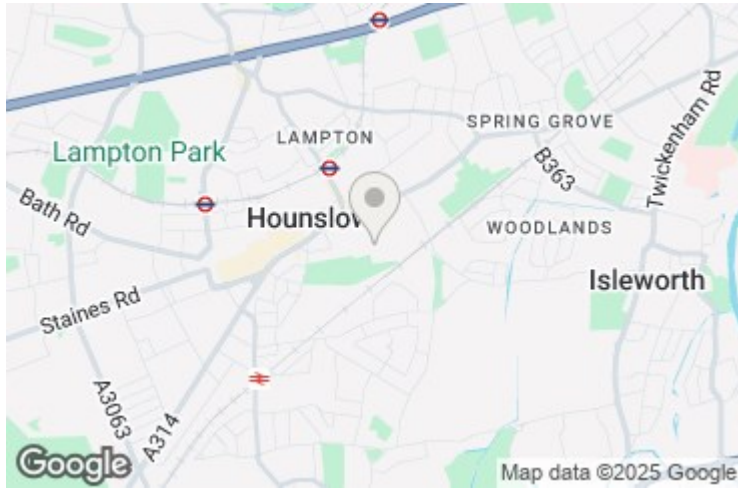 Twickenham Rd
SPRING GROVE
LAMPTON
Lampton Park
B363
Bath Rd
Hounslow
WOODLANDS
Isleworth
Staines Rd
A3063
A314
Google
Map data ©2025 Google